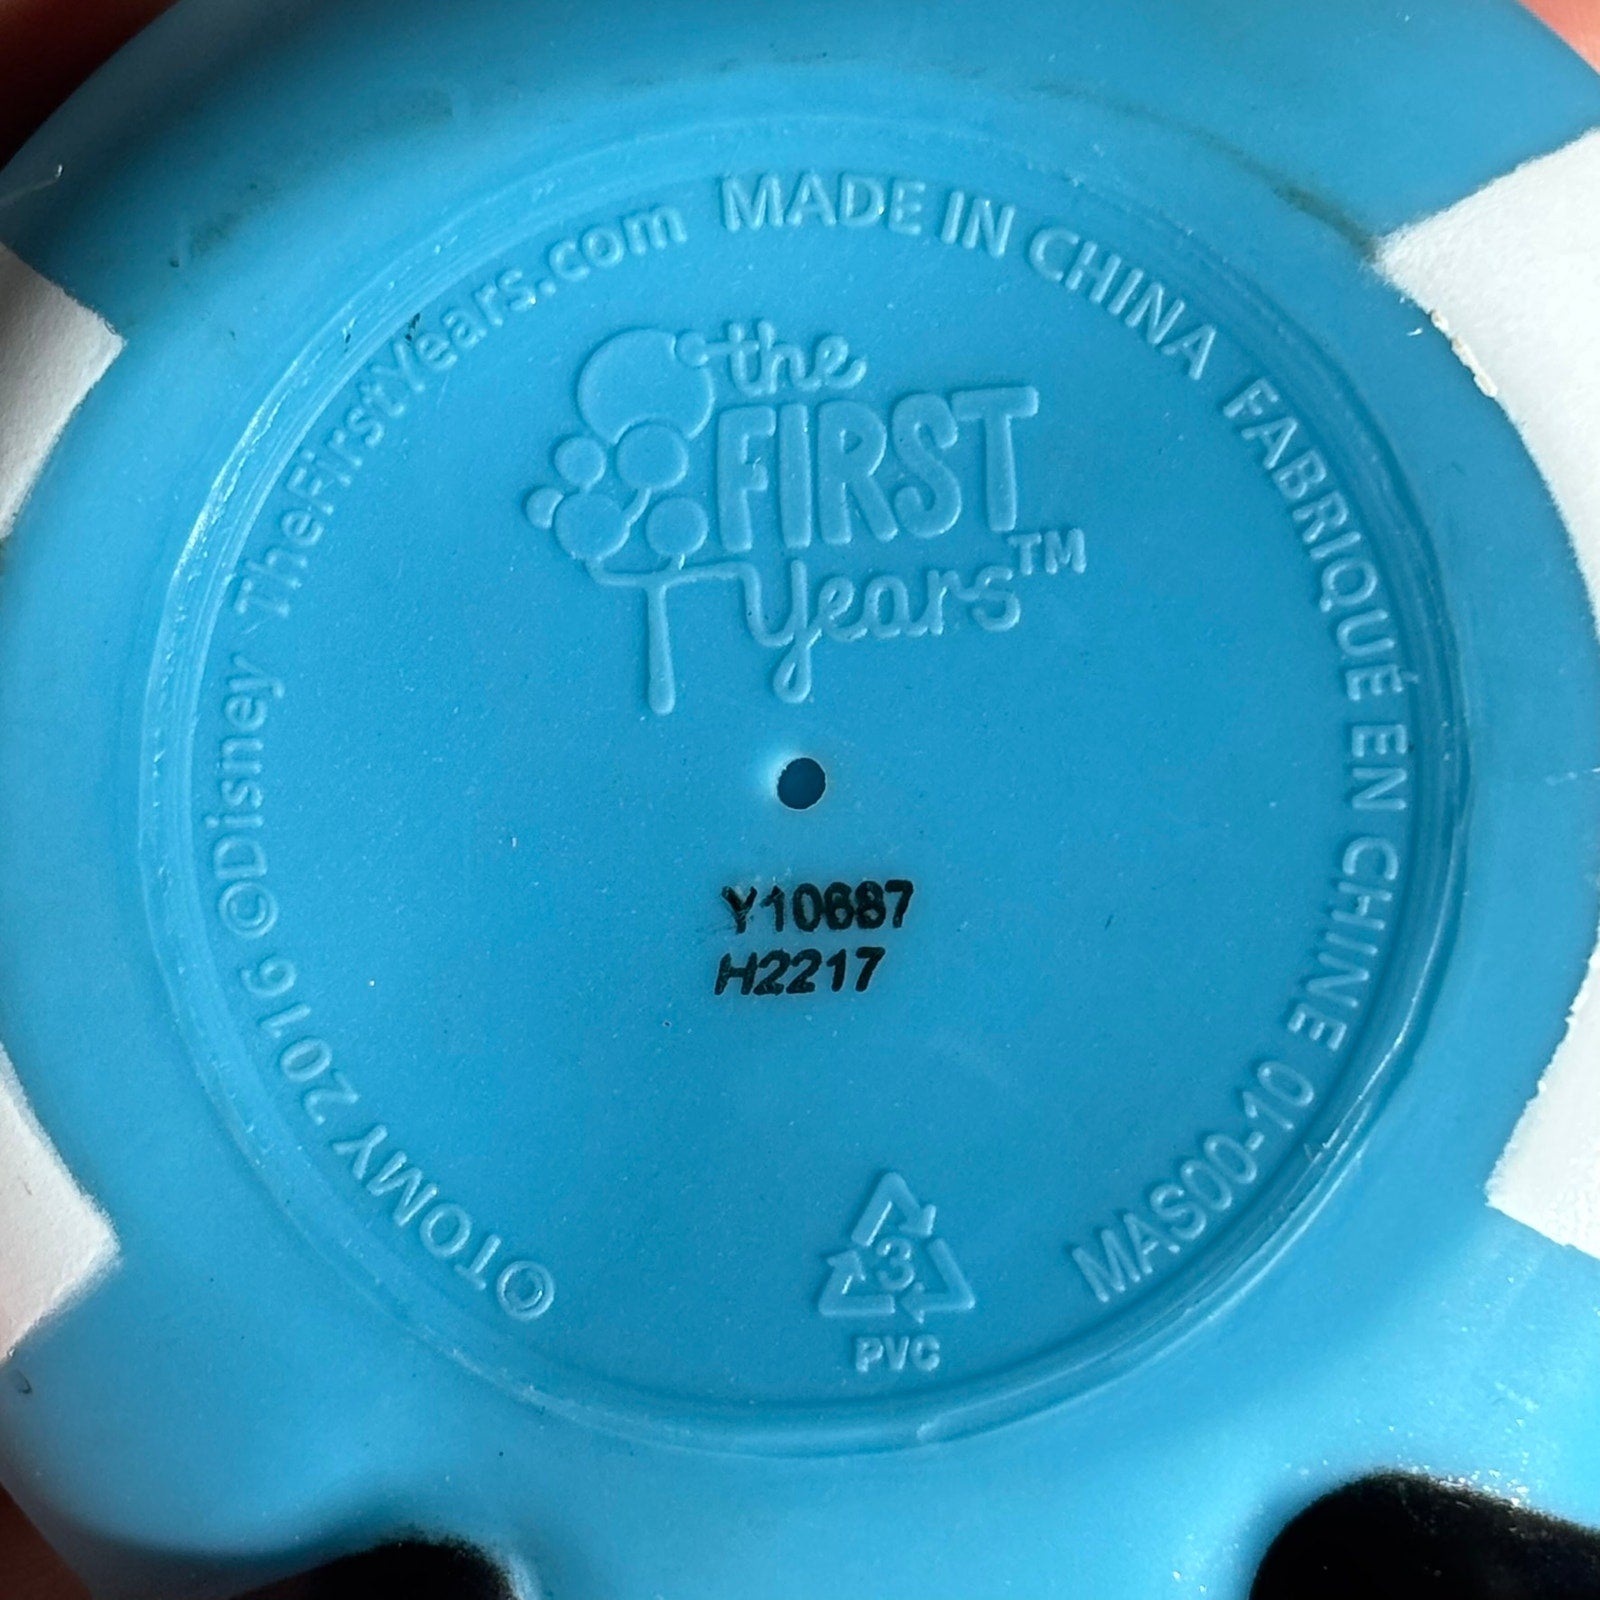 ©TOMY 2016 ©Disney TheFirstYears.com MADE IN CHINA FABRIQUÉ EN CHINE MAS00-10
the
FIRST
Years™
Y10687
H2217
3
PVC